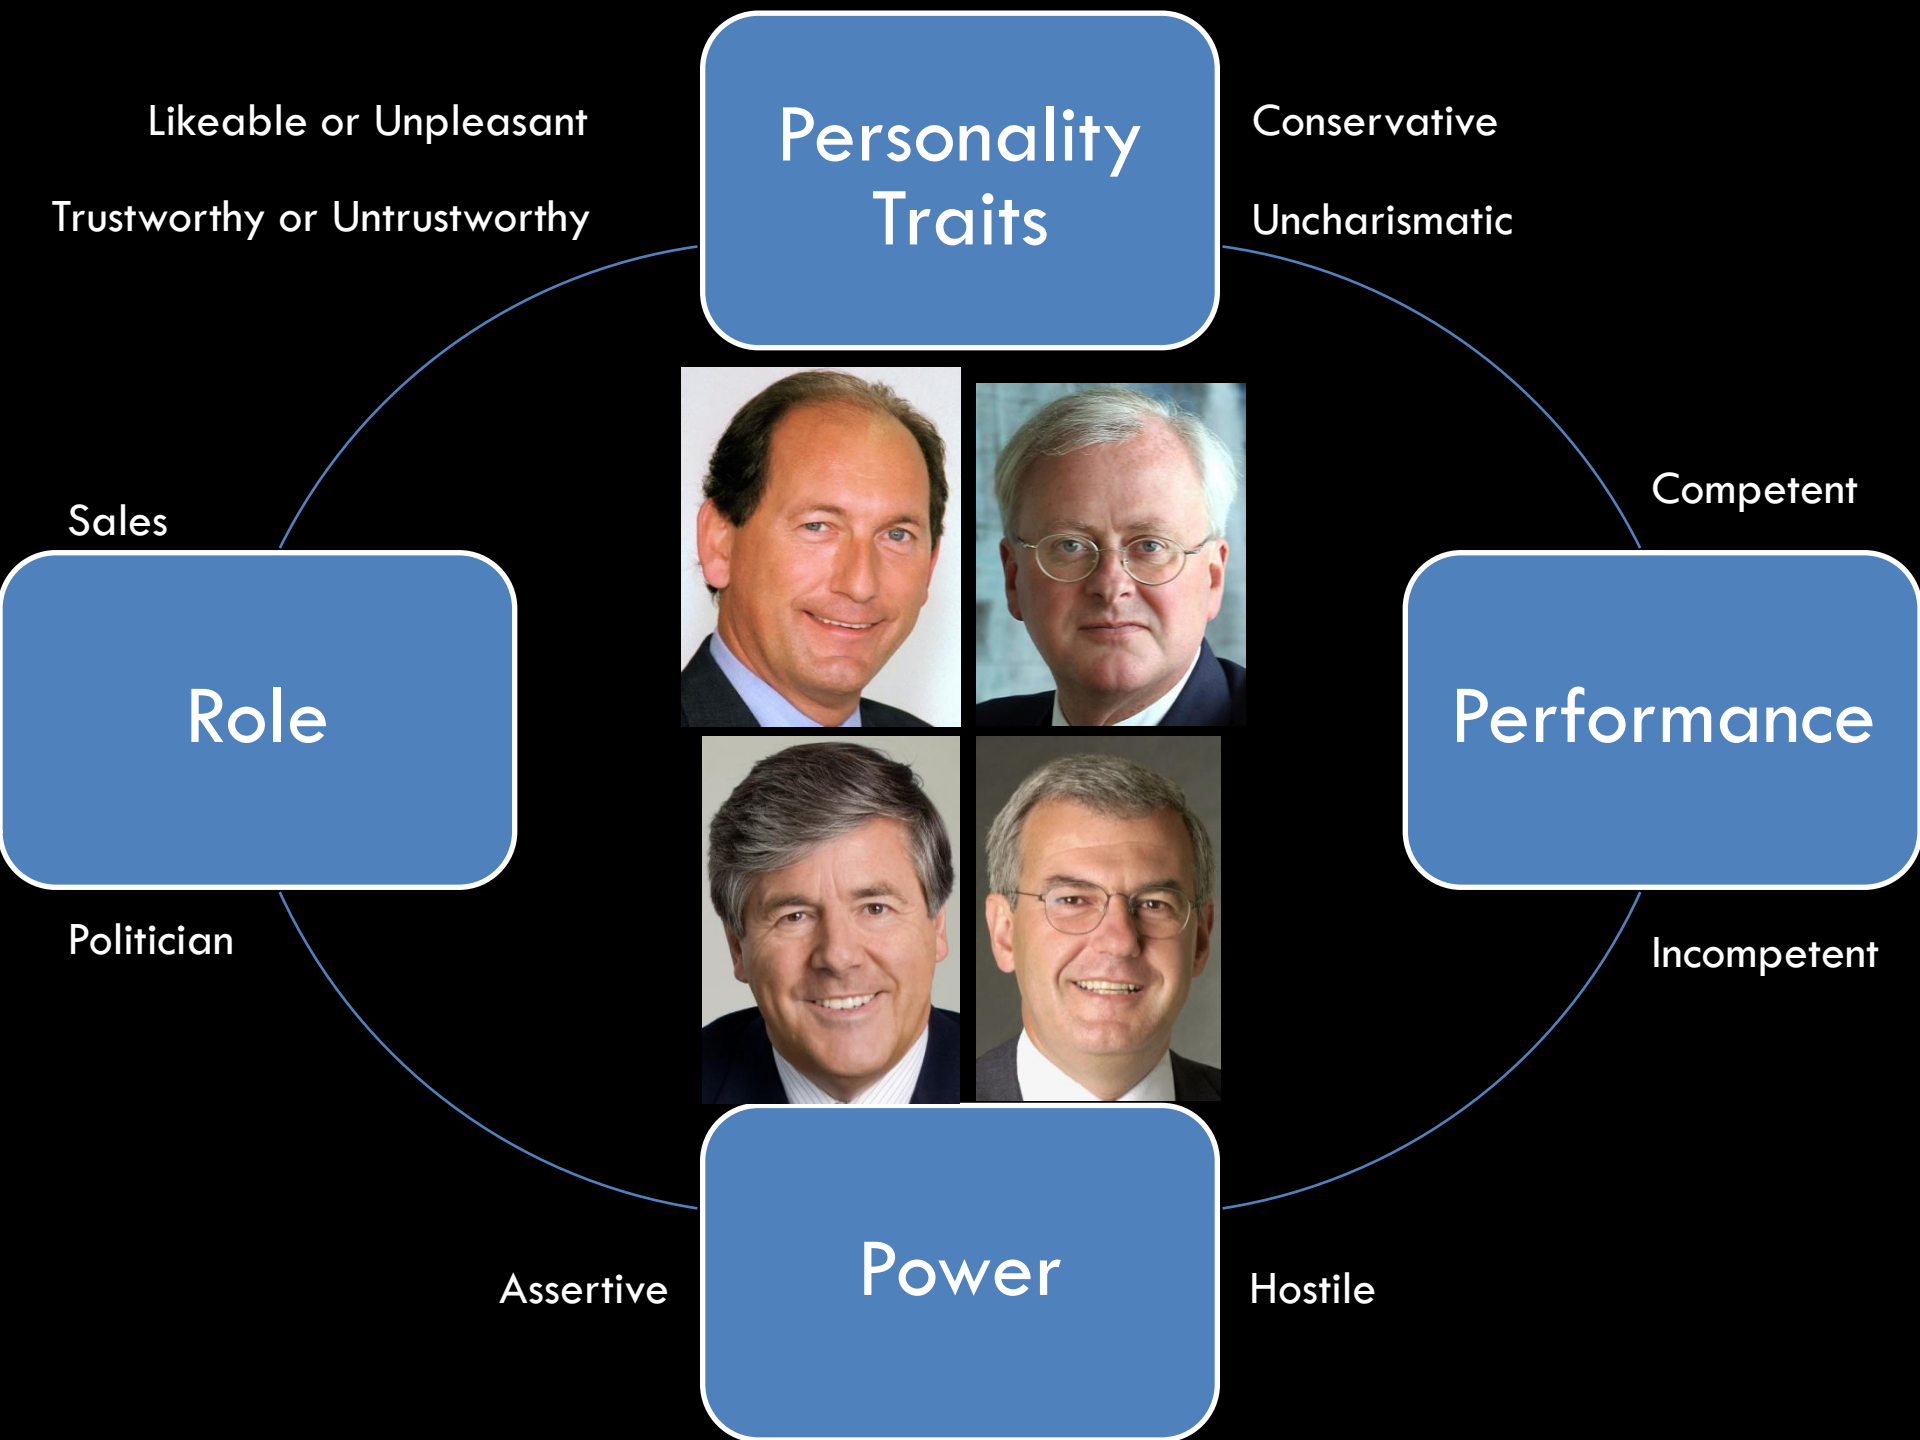 Likeable or Unpleasant
Trustworthy or Untrustworthy
Personality
Traits
Conservative
Uncharismatic
Sales
Role
Politician
Competent
Performance
Incompetent
Assertive
Power
Hostile